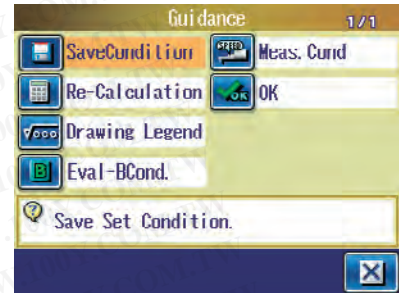 Guidance 1/1
SaveCondition
Meas. Cond
Re-Calculation
OK
Drawing Legend
Eval-BCond.
Save Set Condition.